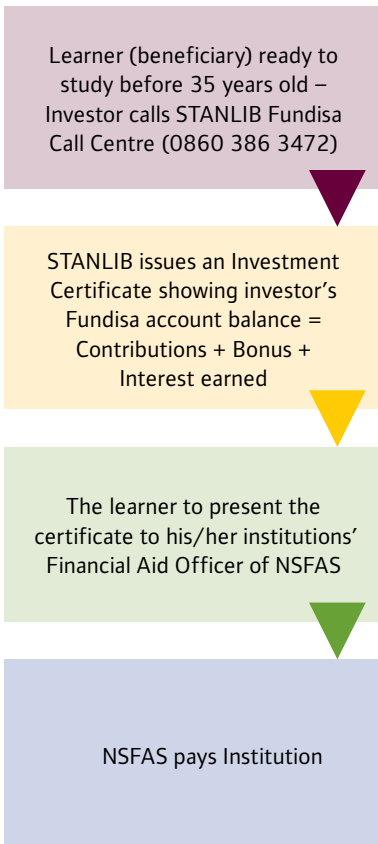 Learner (beneficiary) ready to
study before 35 years old –
Investor calls STANLIB Fundisa
Call Centre (0860 386 3472)
STANLIB issues an Investment
Certificate showing investor’s
Fundisa account balance =
Contributions + Bonus +
Interest earned
The learner to present the
certificate to his/her institutions’
Financial Aid Officer of NSFAS
NSFAS pays Institution